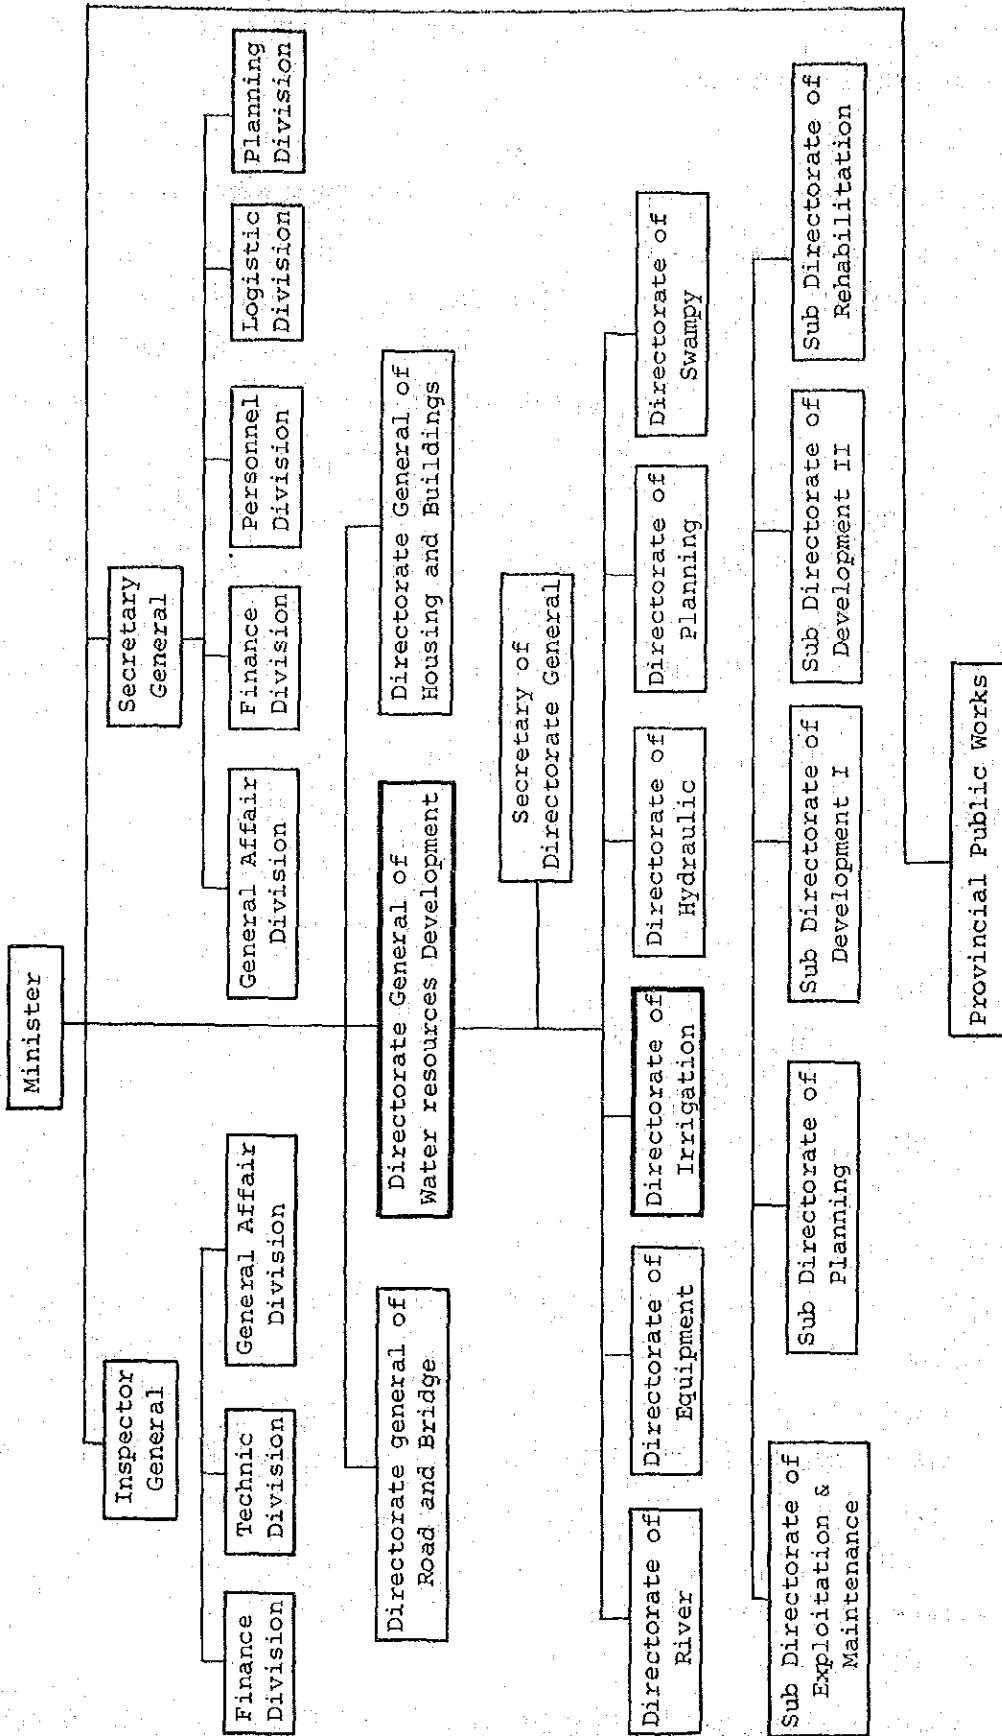 Minister
Inspector
General
Secretary
General
Finance
Division
Technic
Division
General Affair
Division
General Affair
Division
Finance
Division
Personnel
Division
Logistic
Division
Planning
Division
Directorate general of
Road and Bridge
Directorate General of
Water resources Development
Directorate General of
Housing and Buildings
Secretary of
Directorate General
Directorate of
River
Directorate of
Equipment
Directorate of
Irrigation
Directorate of
Hydraulic
Directorate of
Planning
Directorate of
Swampy
Sub Directorate of
Exploitation &
Maintenance
Sub Directorate of
Planning
Sub Directorate of
Development I
Sub Directorate of
Development II
Sub Directorate of
Rehabilitation
Provincial Public Works